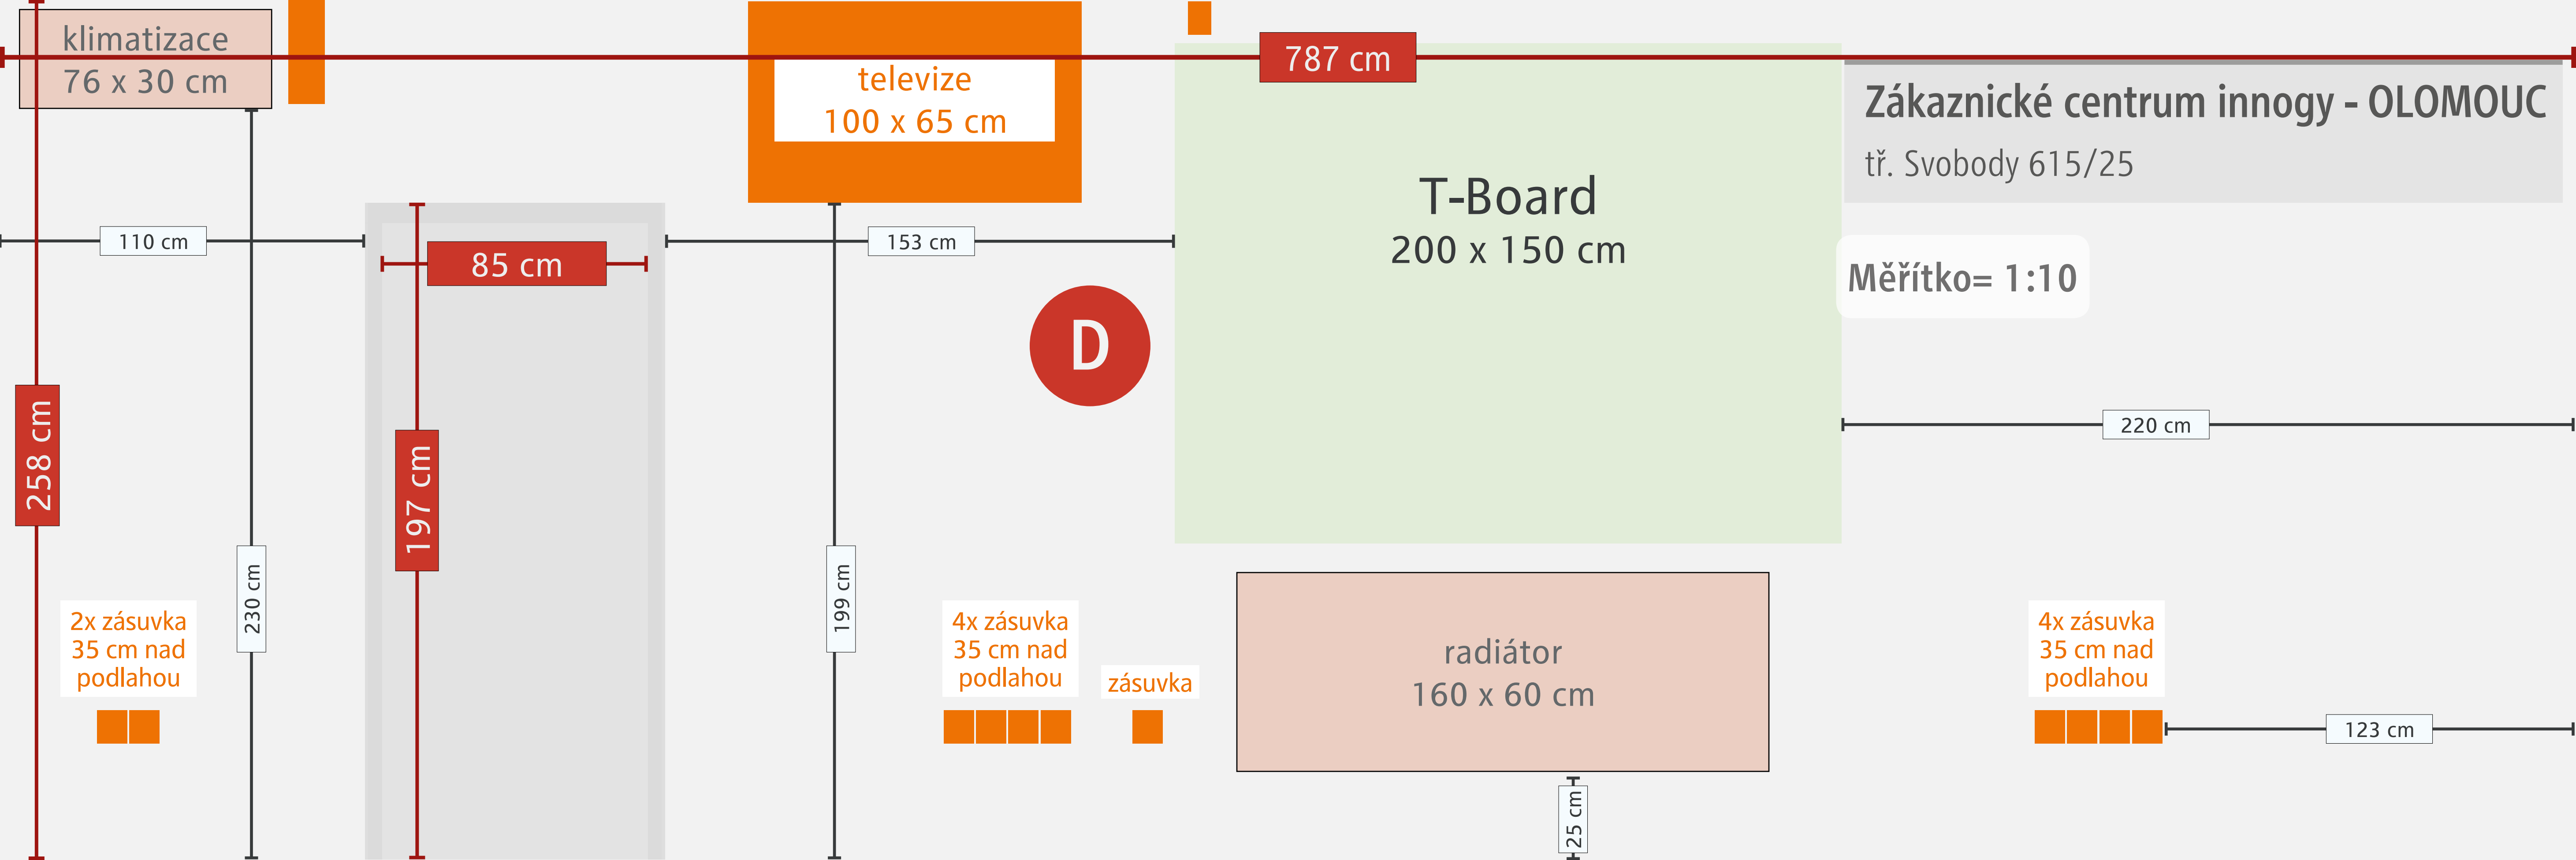 klimatizace
76 x 30 cm
televize
100 x 65 cm
787 cm
Zákaznické centrum innogy - OLOMOUC
tř. Svobody 615/25
T-Board
200 x 150 cm
110 cm
153 cm
85 cm
Měřítko= 1:10
D
220 cm
258 cm
197 cm
230 cm
199 cm
2x zásuvka
35 cm nad
podlahou
4x zásuvka
35 cm nad
podlahou
zásuvka
radiátor
160 x 60 cm
4x zásuvka
35 cm nad
podlahou
123 cm
25 cm